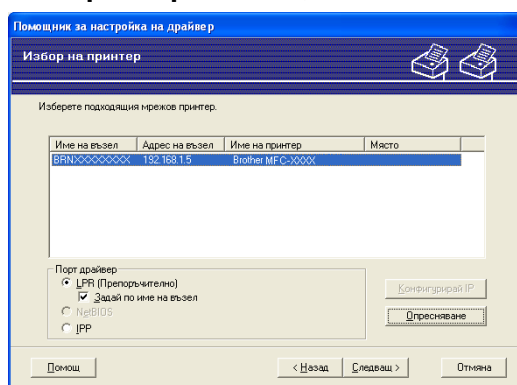 Помощник за настройка на драйвер
Избор на принтер
Изберете подходящия мрежов принтер.
Име на възел Адрес на възел Име на принтер Място
BRNXXXXXXXX 192.168.1.5 Brother MFC-XXXX
Порт драйвер
LPR (Препоръчително)
Задай по име на възел
NetBIOS
IPP
Конфигурирай IP
Опресняване
Помощ < Назад Следващ > Отмяна